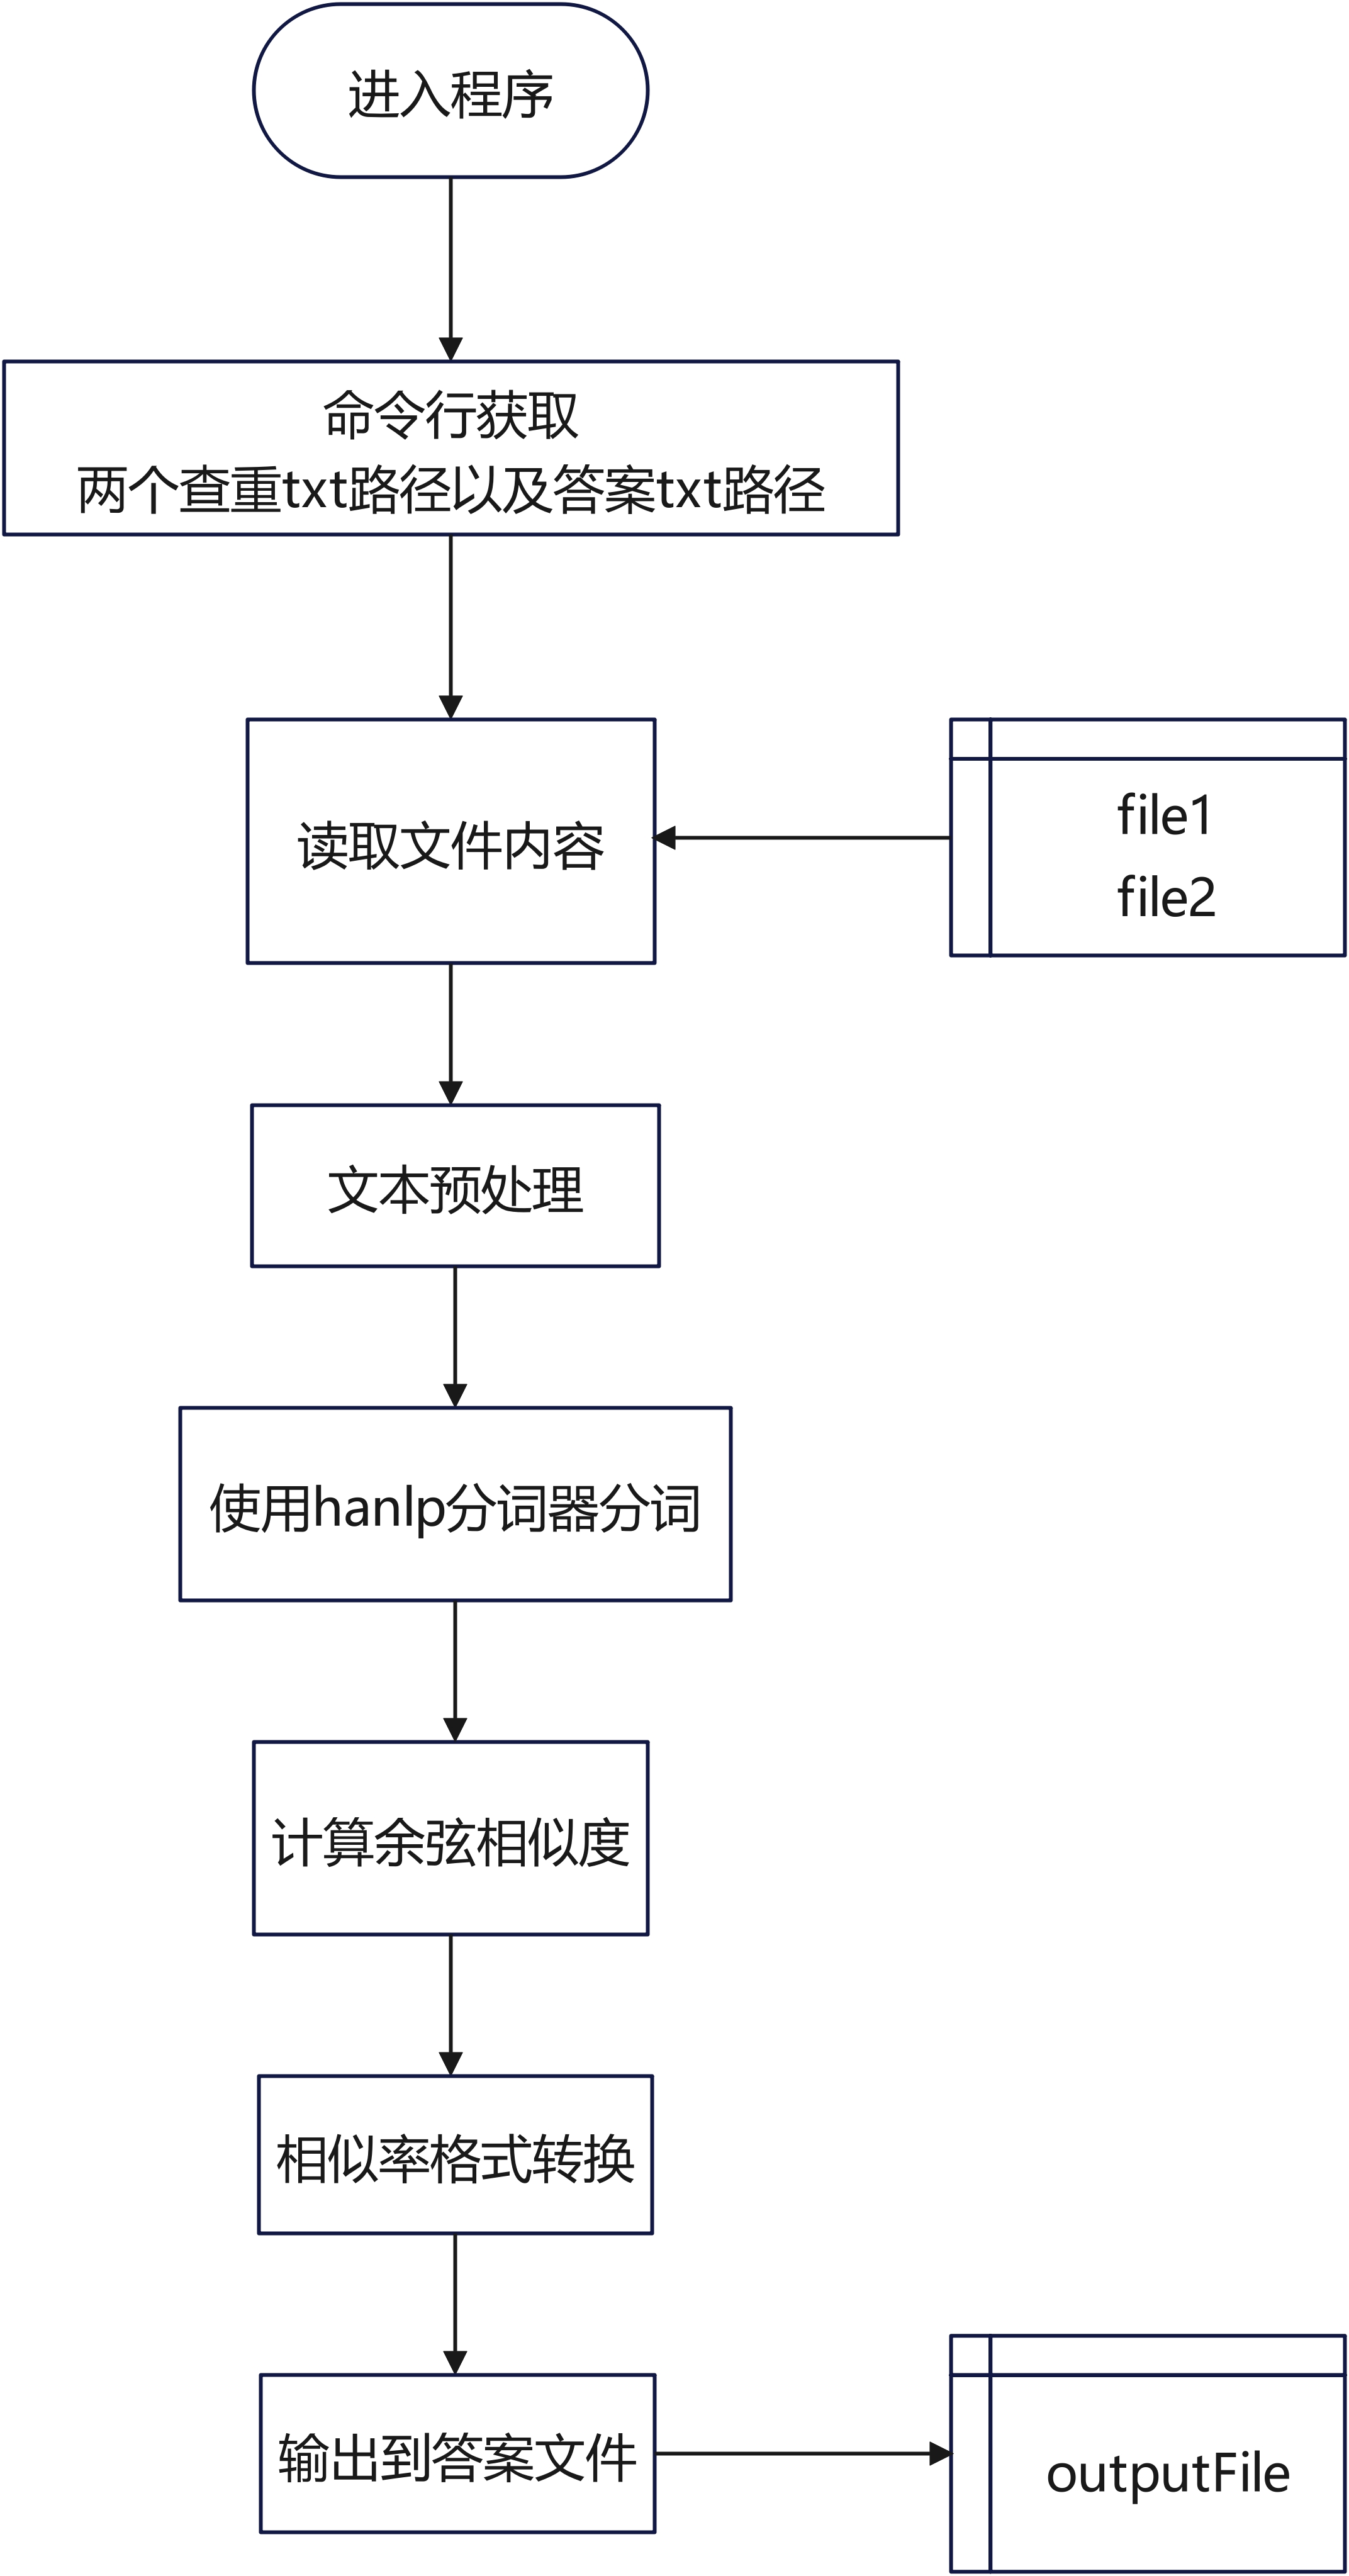 进入程序
命令行获取
两个查重txt路径以及答案txt路径
读取文件内容
file1
file2
文本预处理
使用hanlp分词器分词
计算余弦相似度
相似率格式转换
输出到答案文件
outputFile